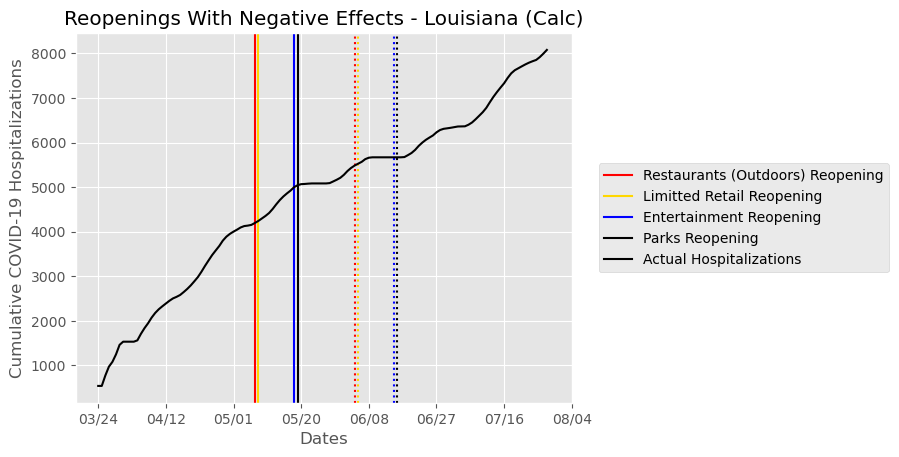 Reopenings With Negative Effects - Louisiana (Calc)
Cumulative COVID-19 Hospitalizations
8000
7000
6000
5000
4000
3000
2000
1000
03/24 04/12 05/01 05/20 06/08 06/27 07/16 08/04
Dates
Restaurants (Outdoors) Reopening
Limitted Retail Reopening
Entertainment Reopening
Parks Reopening
Actual Hospitalizations